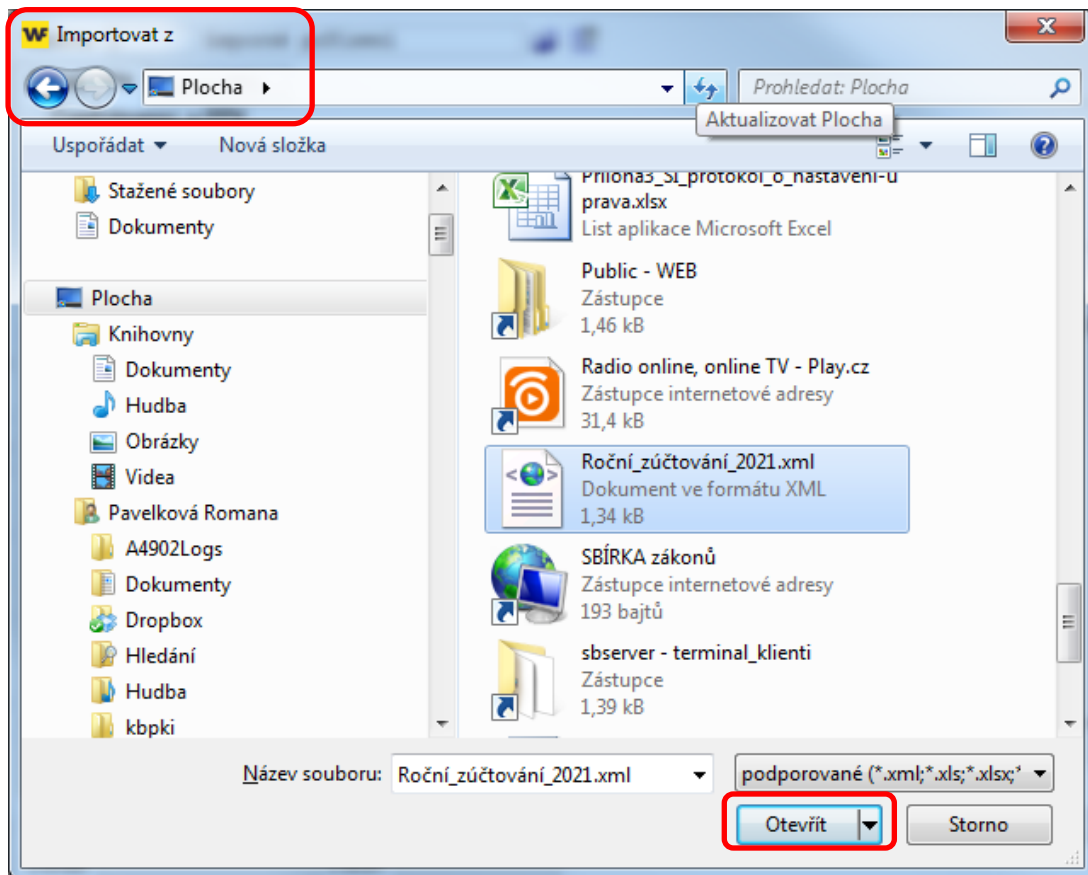 WF Importovat z
Plocha
Prohledat: Plocha
Aktualizovat Plocha
Uspořádat
Nová složka
Stažené soubory
Dokumenty
Plocha
Knihovny
Dokumenty
Hudba
Obrázky
Videa
Pavelková Romana
A4902Logs
Dokumenty
Dropbox
Hledání
Hudba
kbpki
Priloha3_SI_protokol_o_nastaveni-u
prava.xlsx
List aplikace Microsoft Excel
Public - WEB
Zástupce
1,46 kB
Radio online, online TV - Play.cz
Zástupce internetové adresy
31,4 kB
Roční_zúčtování_2021.xml
Dokument ve formátu XML
1,34 kB
SBÍRKA zákonů
Zástupce internetové adresy
193 bajtů
sbserver - terminal_klienti
Zástupce
1,39 kB
Název souboru: Roční_zúčtování_2021.xml
podporované (*.xml;*.xls;*.xlsx;*
Otevřít
Storno